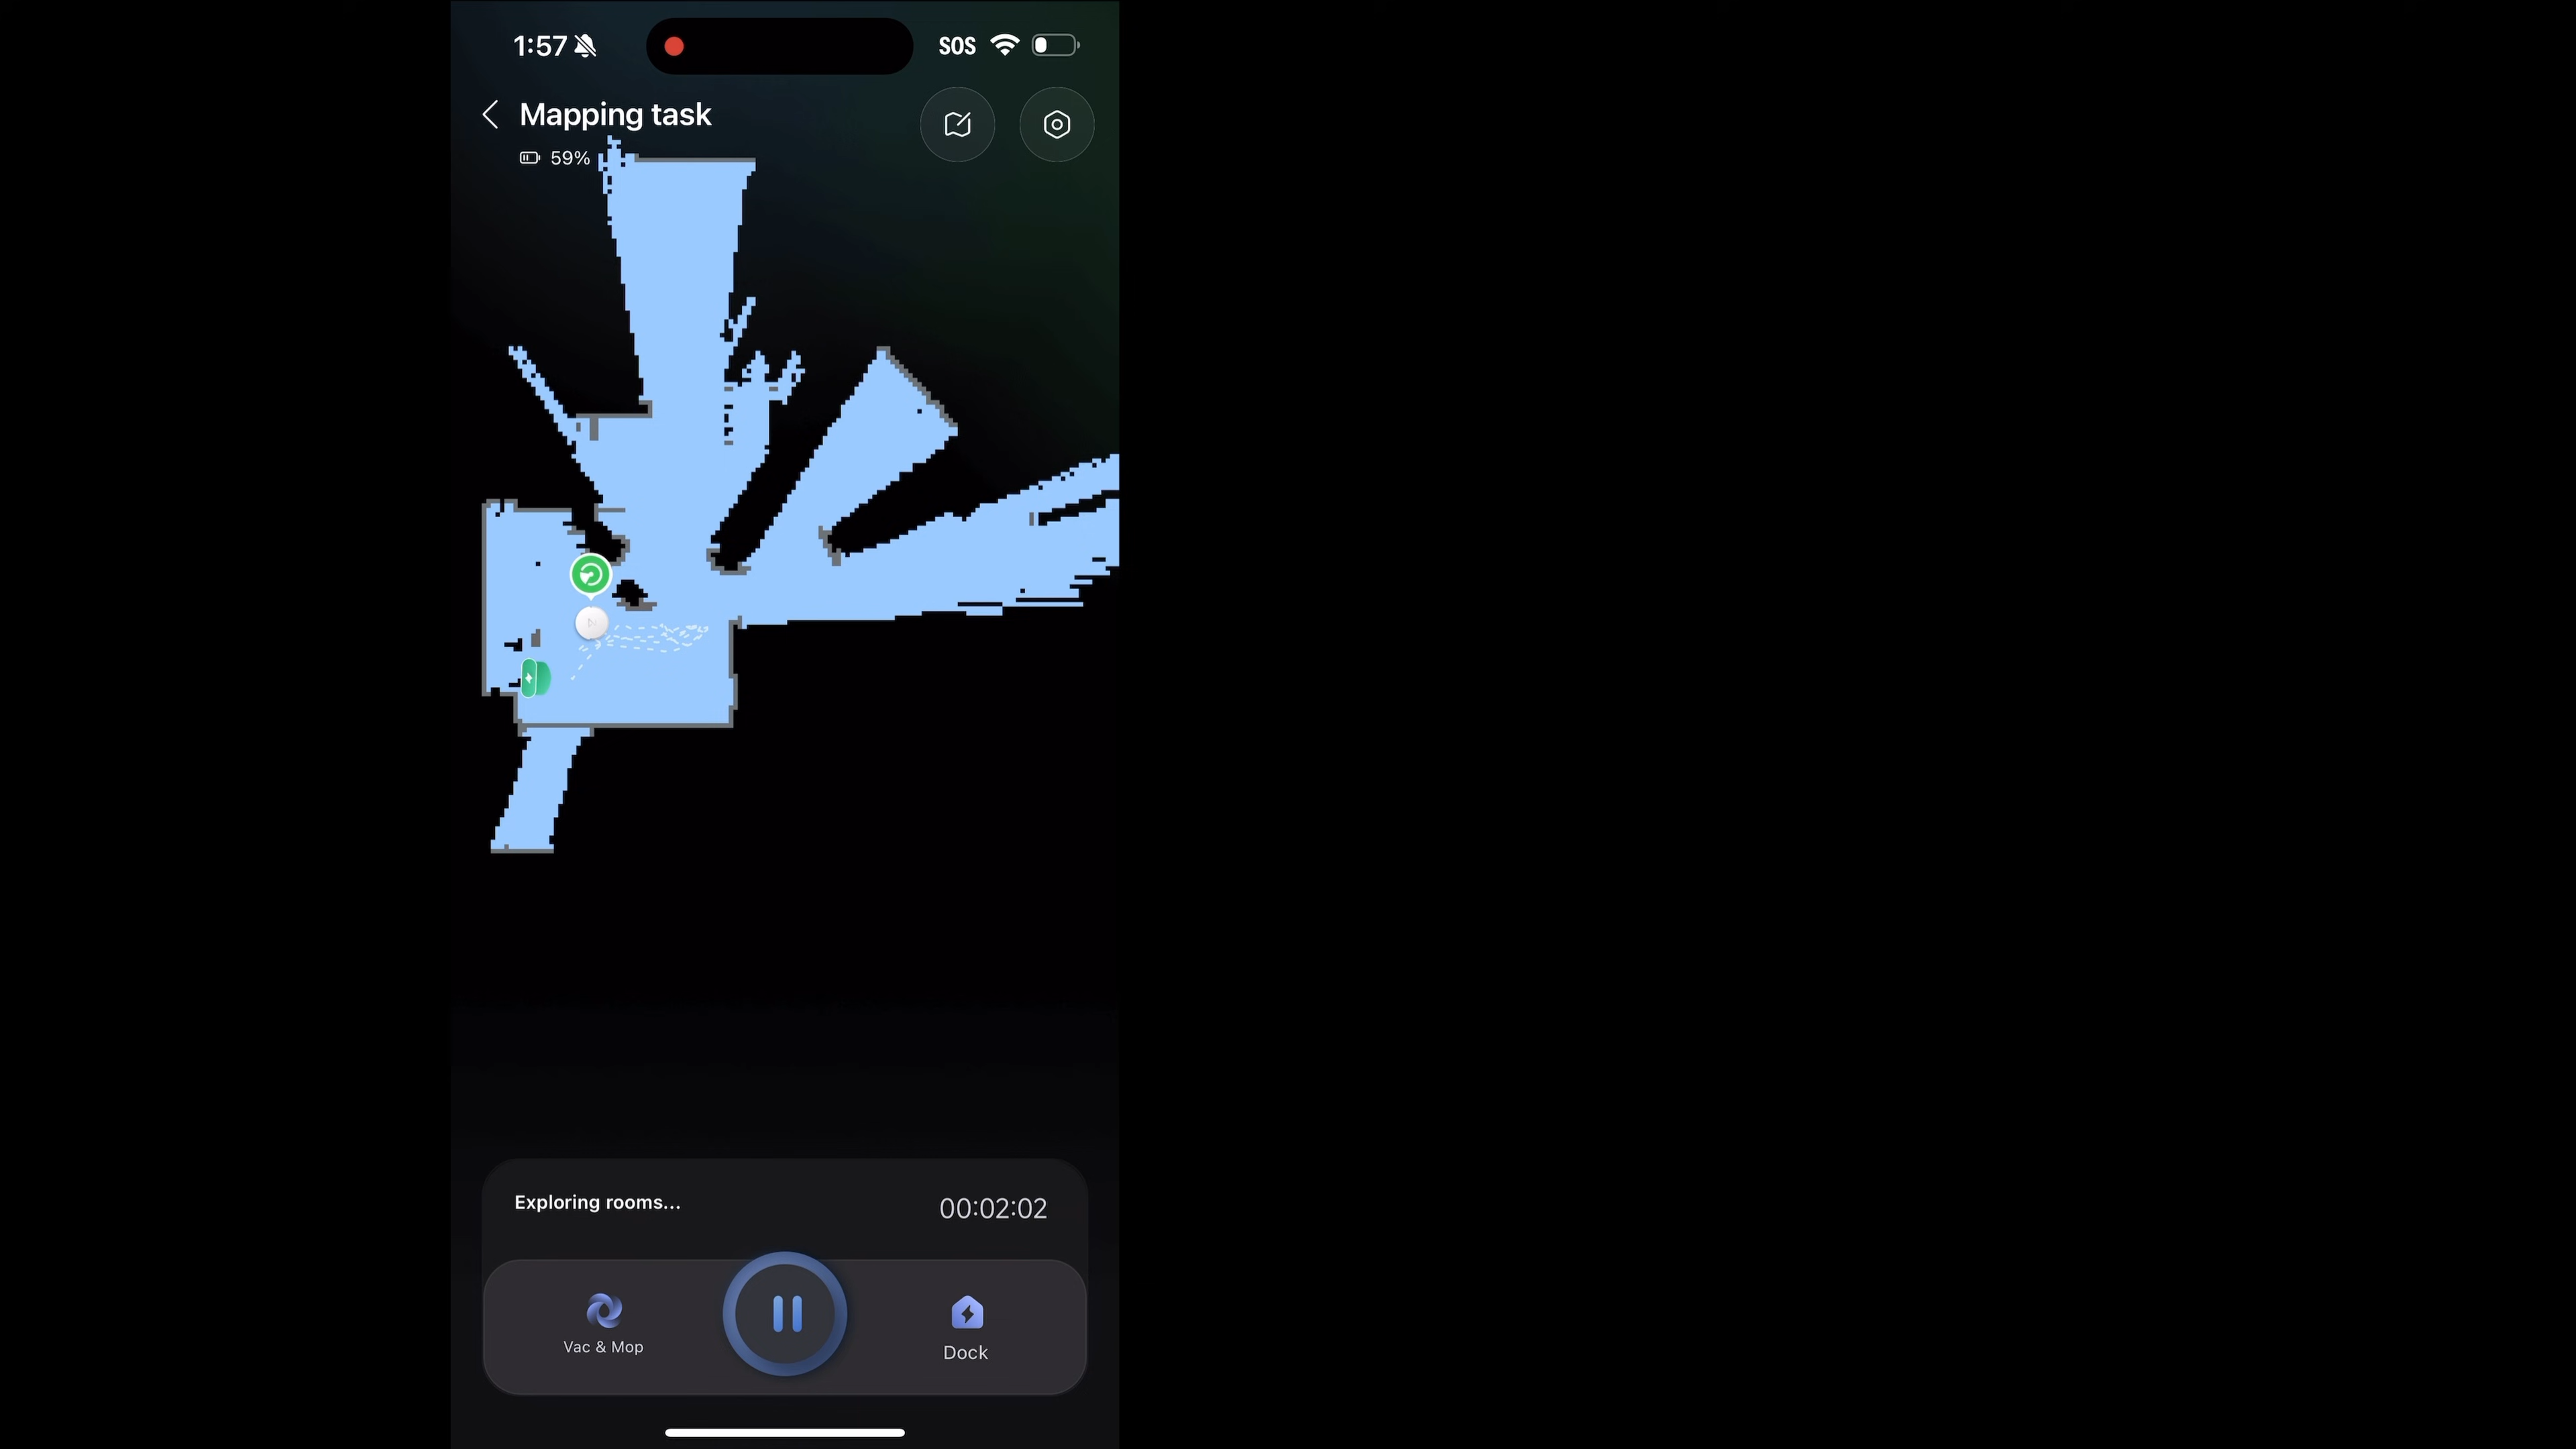 1:57
SOS
Mapping task
59%
Exploring rooms...
00:02:02
Vac & Mop
Dock